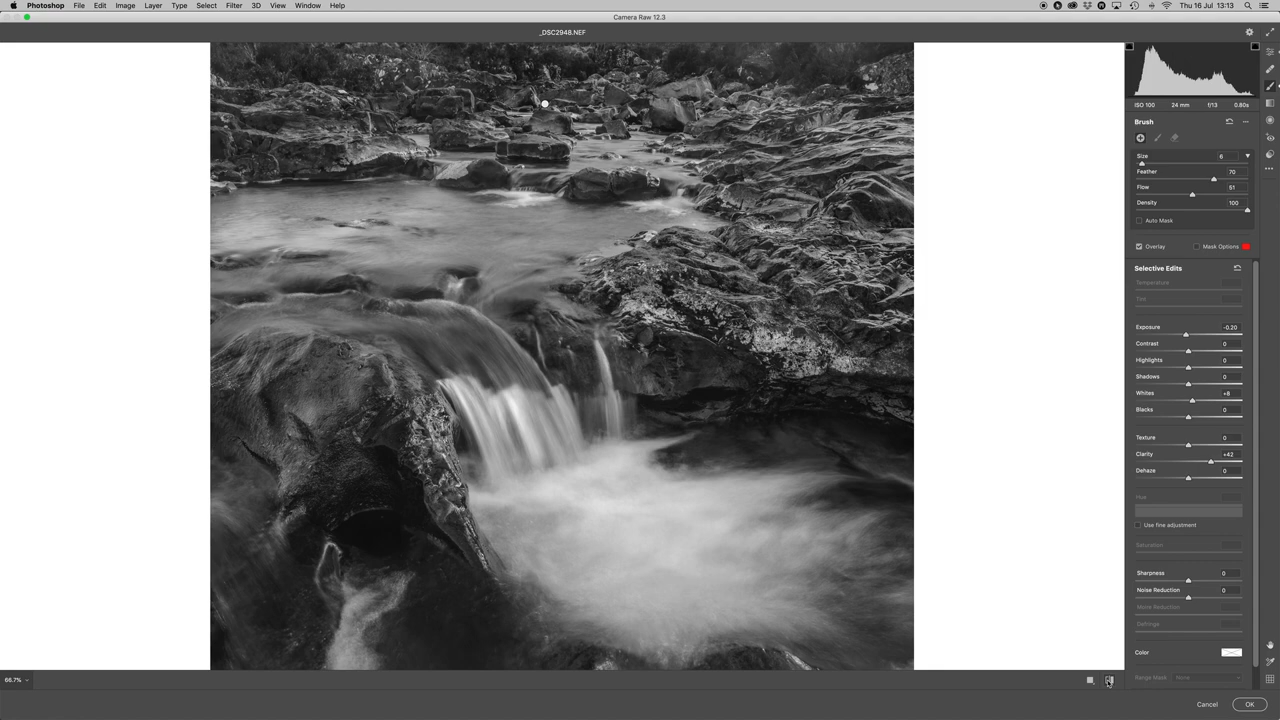 Photoshop File Edit Image Layer Type Select Filter 3D View Window Help Thu 16 Jul 13:13
Camera Raw 12.3
_DSC2948.NEF
ISO 100 24 mm f/13 0.80s
Brush
Size 6
Feather 70
Flow 51
Density 100
Auto Mask
Overlay Mask Options
Selective Edits
Temperature
Tint
Exposure -0.20
Contrast 0
Highlights 0
Shadows 0
Whites +8
Blacks 0
Texture 0
Clarity +42
Dehaze 0
Hue
Use fine adjustment
Saturation
Sharpness 0
Noise Reduction 0
Moire Reduction
Defringe
Color
Range Mask None
66.7%
Cancel OK